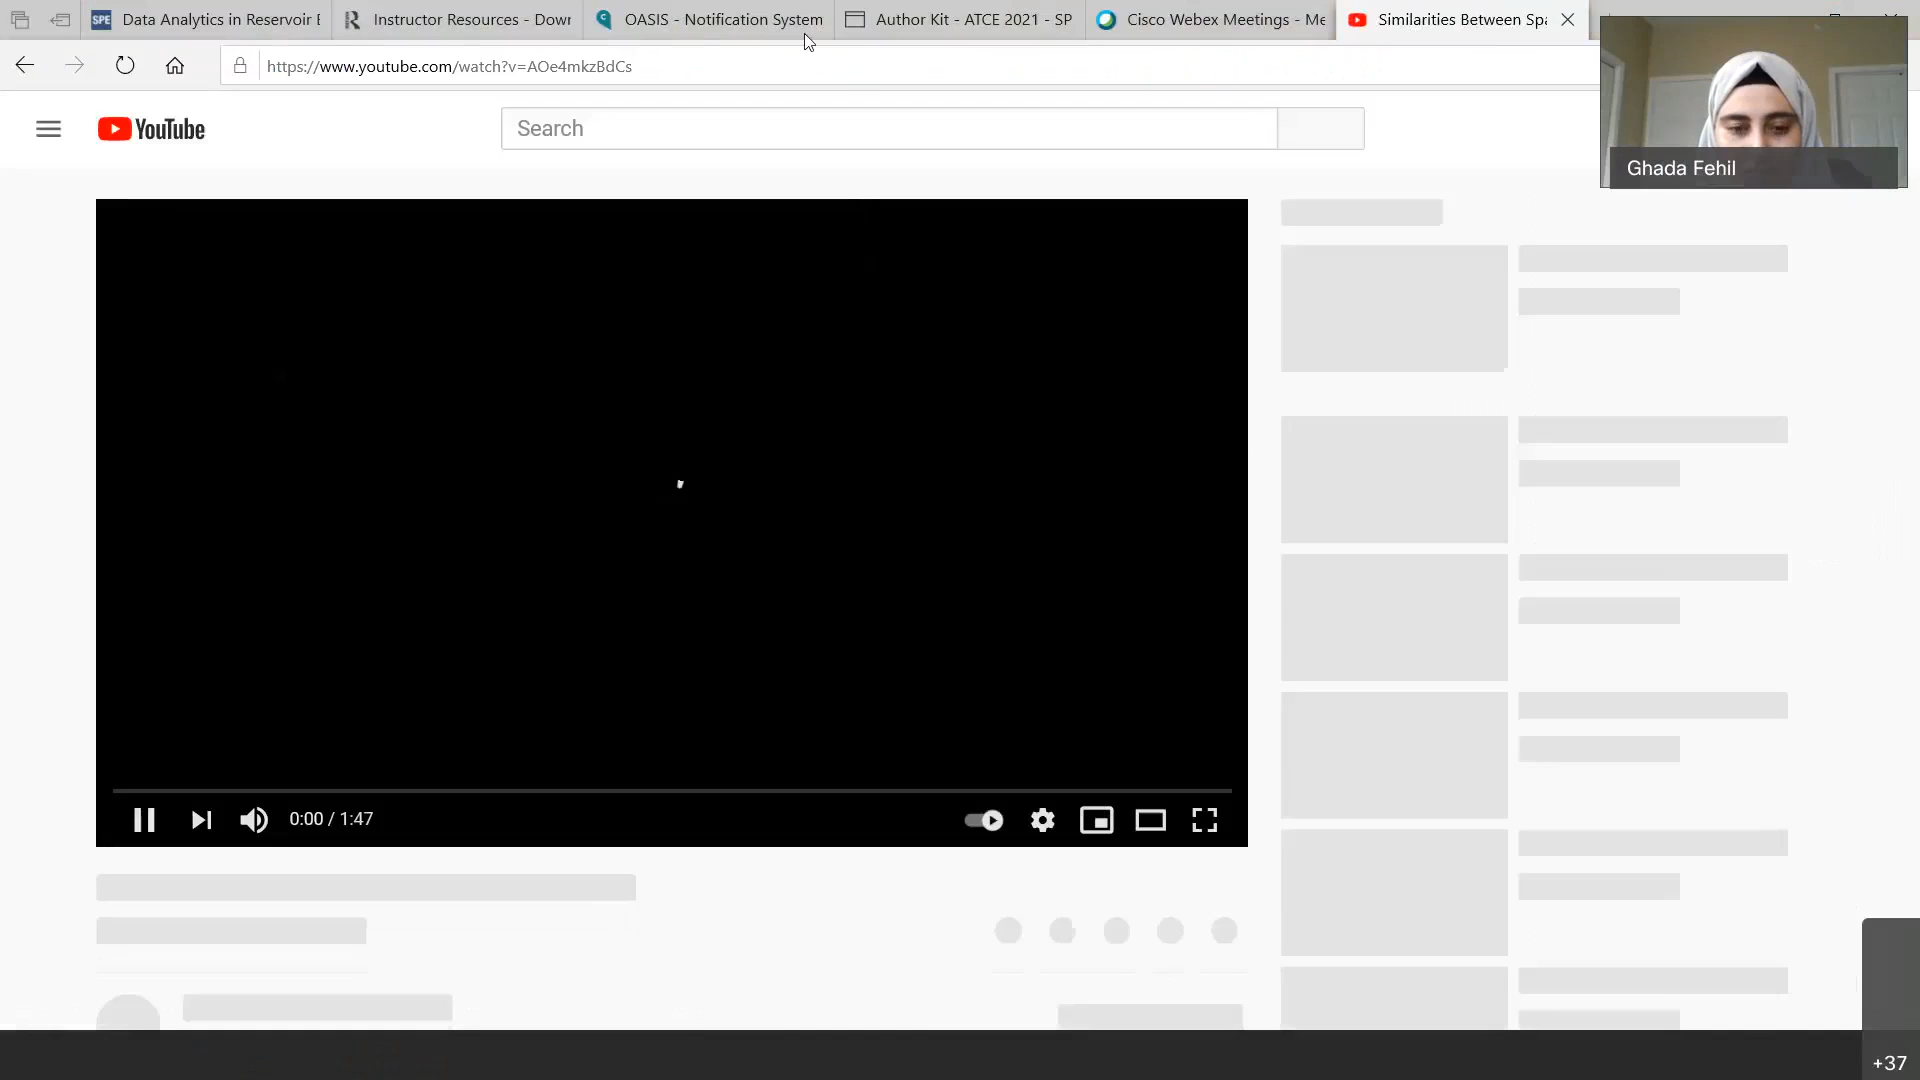 Data Analytics in Reservoir E
Instructor Resources - Dowr
OASIS - Notification System
Author Kit - ATCE 2021 - SP
Cisco Webex Meetings - Me
Similarities Between Spa
https://www.youtube.com/watch?v=AOe4mkzBdCs
YouTube
Search
Ghada Fehil
0:00 / 1:47
+37
SPE